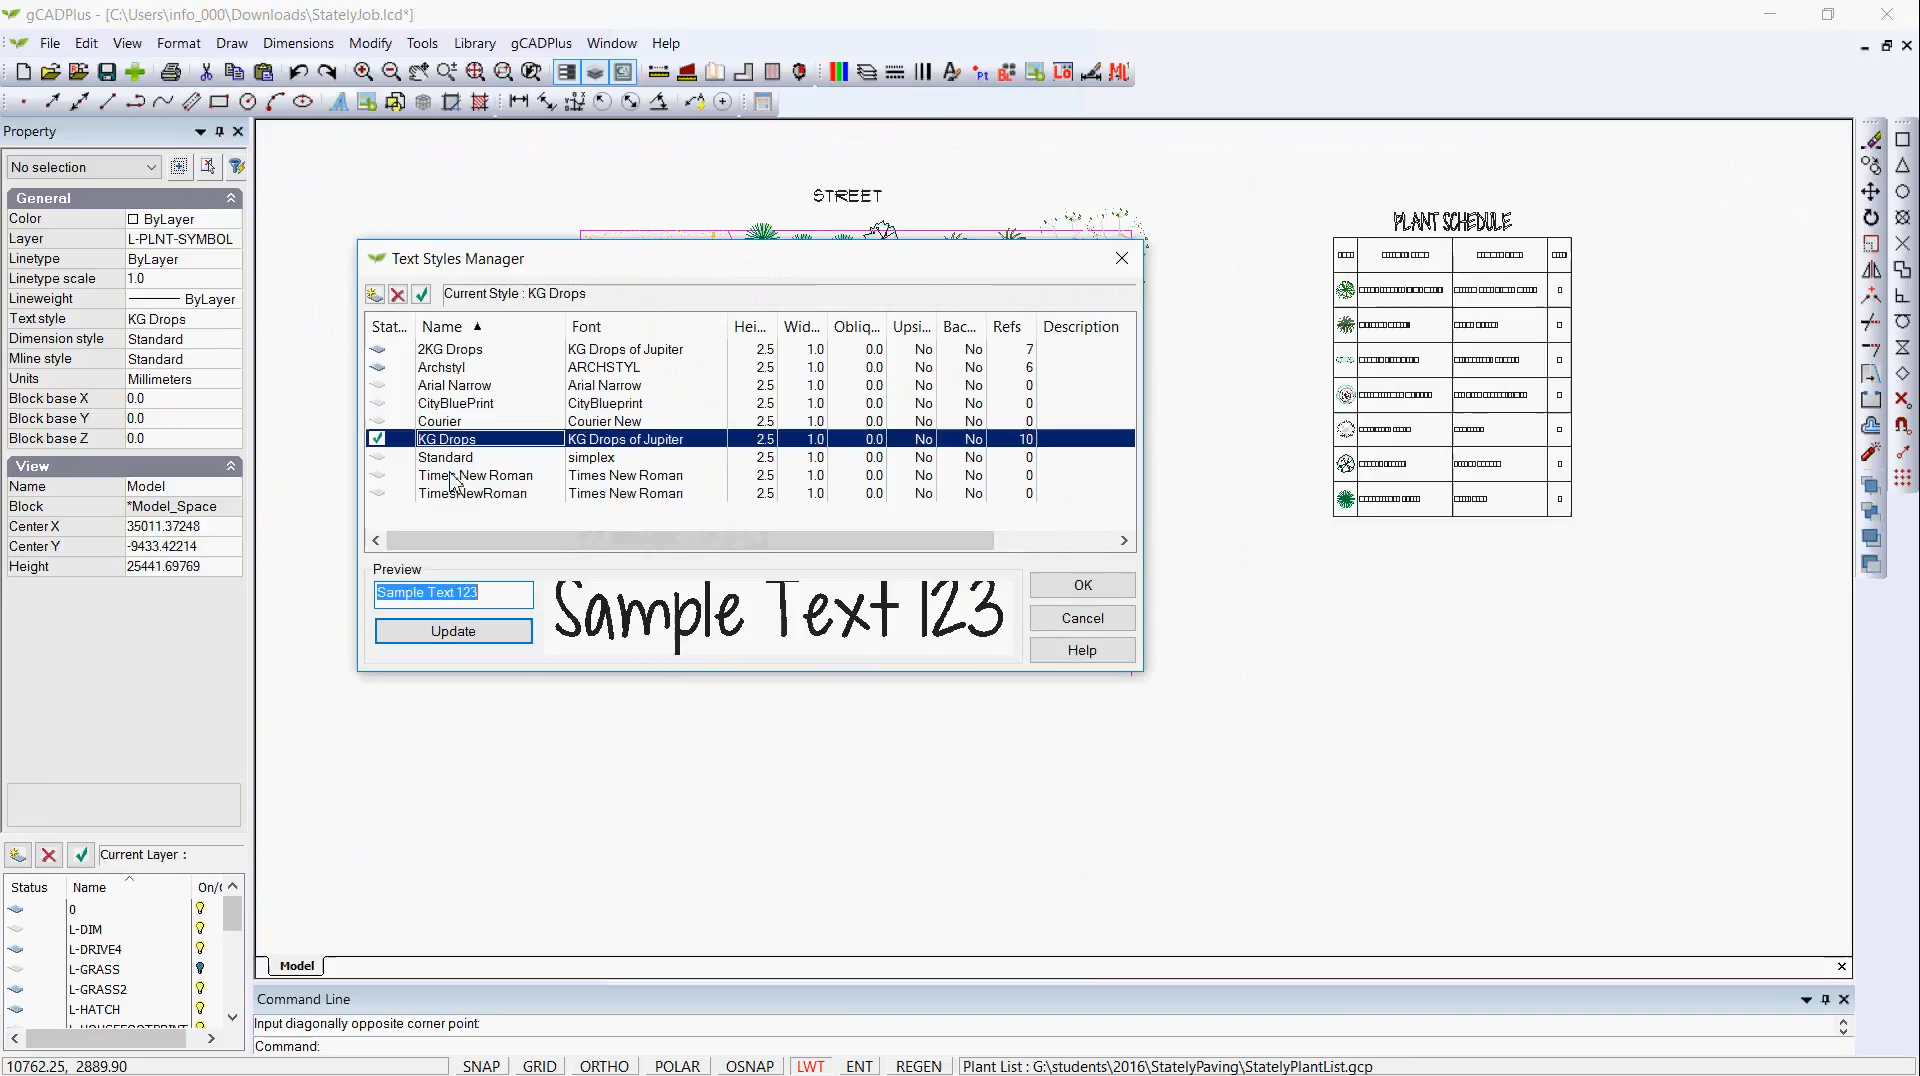 gCADPlus - [C:\Users\info_000\Downloads\StatelyJob.lcd*]
File Edit View Format Draw Dimensions Modify Tools Library gCADPlus Window Help
Property
No selection
General
Color ByLayer
Layer L-PLNT-SYMBOL
Linetype ByLayer
Linetype scale 1.0
Lineweight ByLayer
Text style KG Drops
Dimension style Standard
Mline style Standard
Units Millimeters
Block base X 0.0
Block base Y 0.0
Block base Z 0.0
View
Name Model
Block *Model_Space
Center X 35011.37248
Center Y -9433.42214
Height 25441.69769
Current Layer :
Status Name On/(
0
L-DIM
L-DRIVE4
L-GRASS
L-GRASS2
L-HATCH
L-HOUSEFOOTPRINT
STREET
PLANT SCHEDULE
Text Styles Manager
Current Style : KG Drops
Stat... Name Font Hei... Wid... Obliq... Upsi... Bac... Refs Description
2KG Drops KG Drops of Jupiter 2.5 1.0 0.0 No No 7
Archstyl ARCHSTYL 2.5 1.0 0.0 No No 6
Arial Narrow Arial Narrow 2.5 1.0 0.0 No No 0
CityBluePrint CityBlueprint 2.5 1.0 0.0 No No 0
Courier Courier New 2.5 1.0 0.0 No No 0
KG Drops KG Drops of Jupiter 2.5 1.0 0.0 No No 10
Standard simplex 2.5 1.0 0.0 No No 0
Times New Roman Times New Roman 2.5 1.0 0.0 No No 0
TimesNewRoman Times New Roman 2.5 1.0 0.0 No No 0
Preview
Sample Text 123
Update
Sample Text 123
OK
Cancel
Help
Model
Command Line
Input diagonally opposite corner point:
Command:
10762.25, 2889.90 SNAP GRID ORTHO POLAR OSNAP LWT ENT REGEN Plant List : G:\students\2016\StatelyPaving\StatelyPlantList.gcp